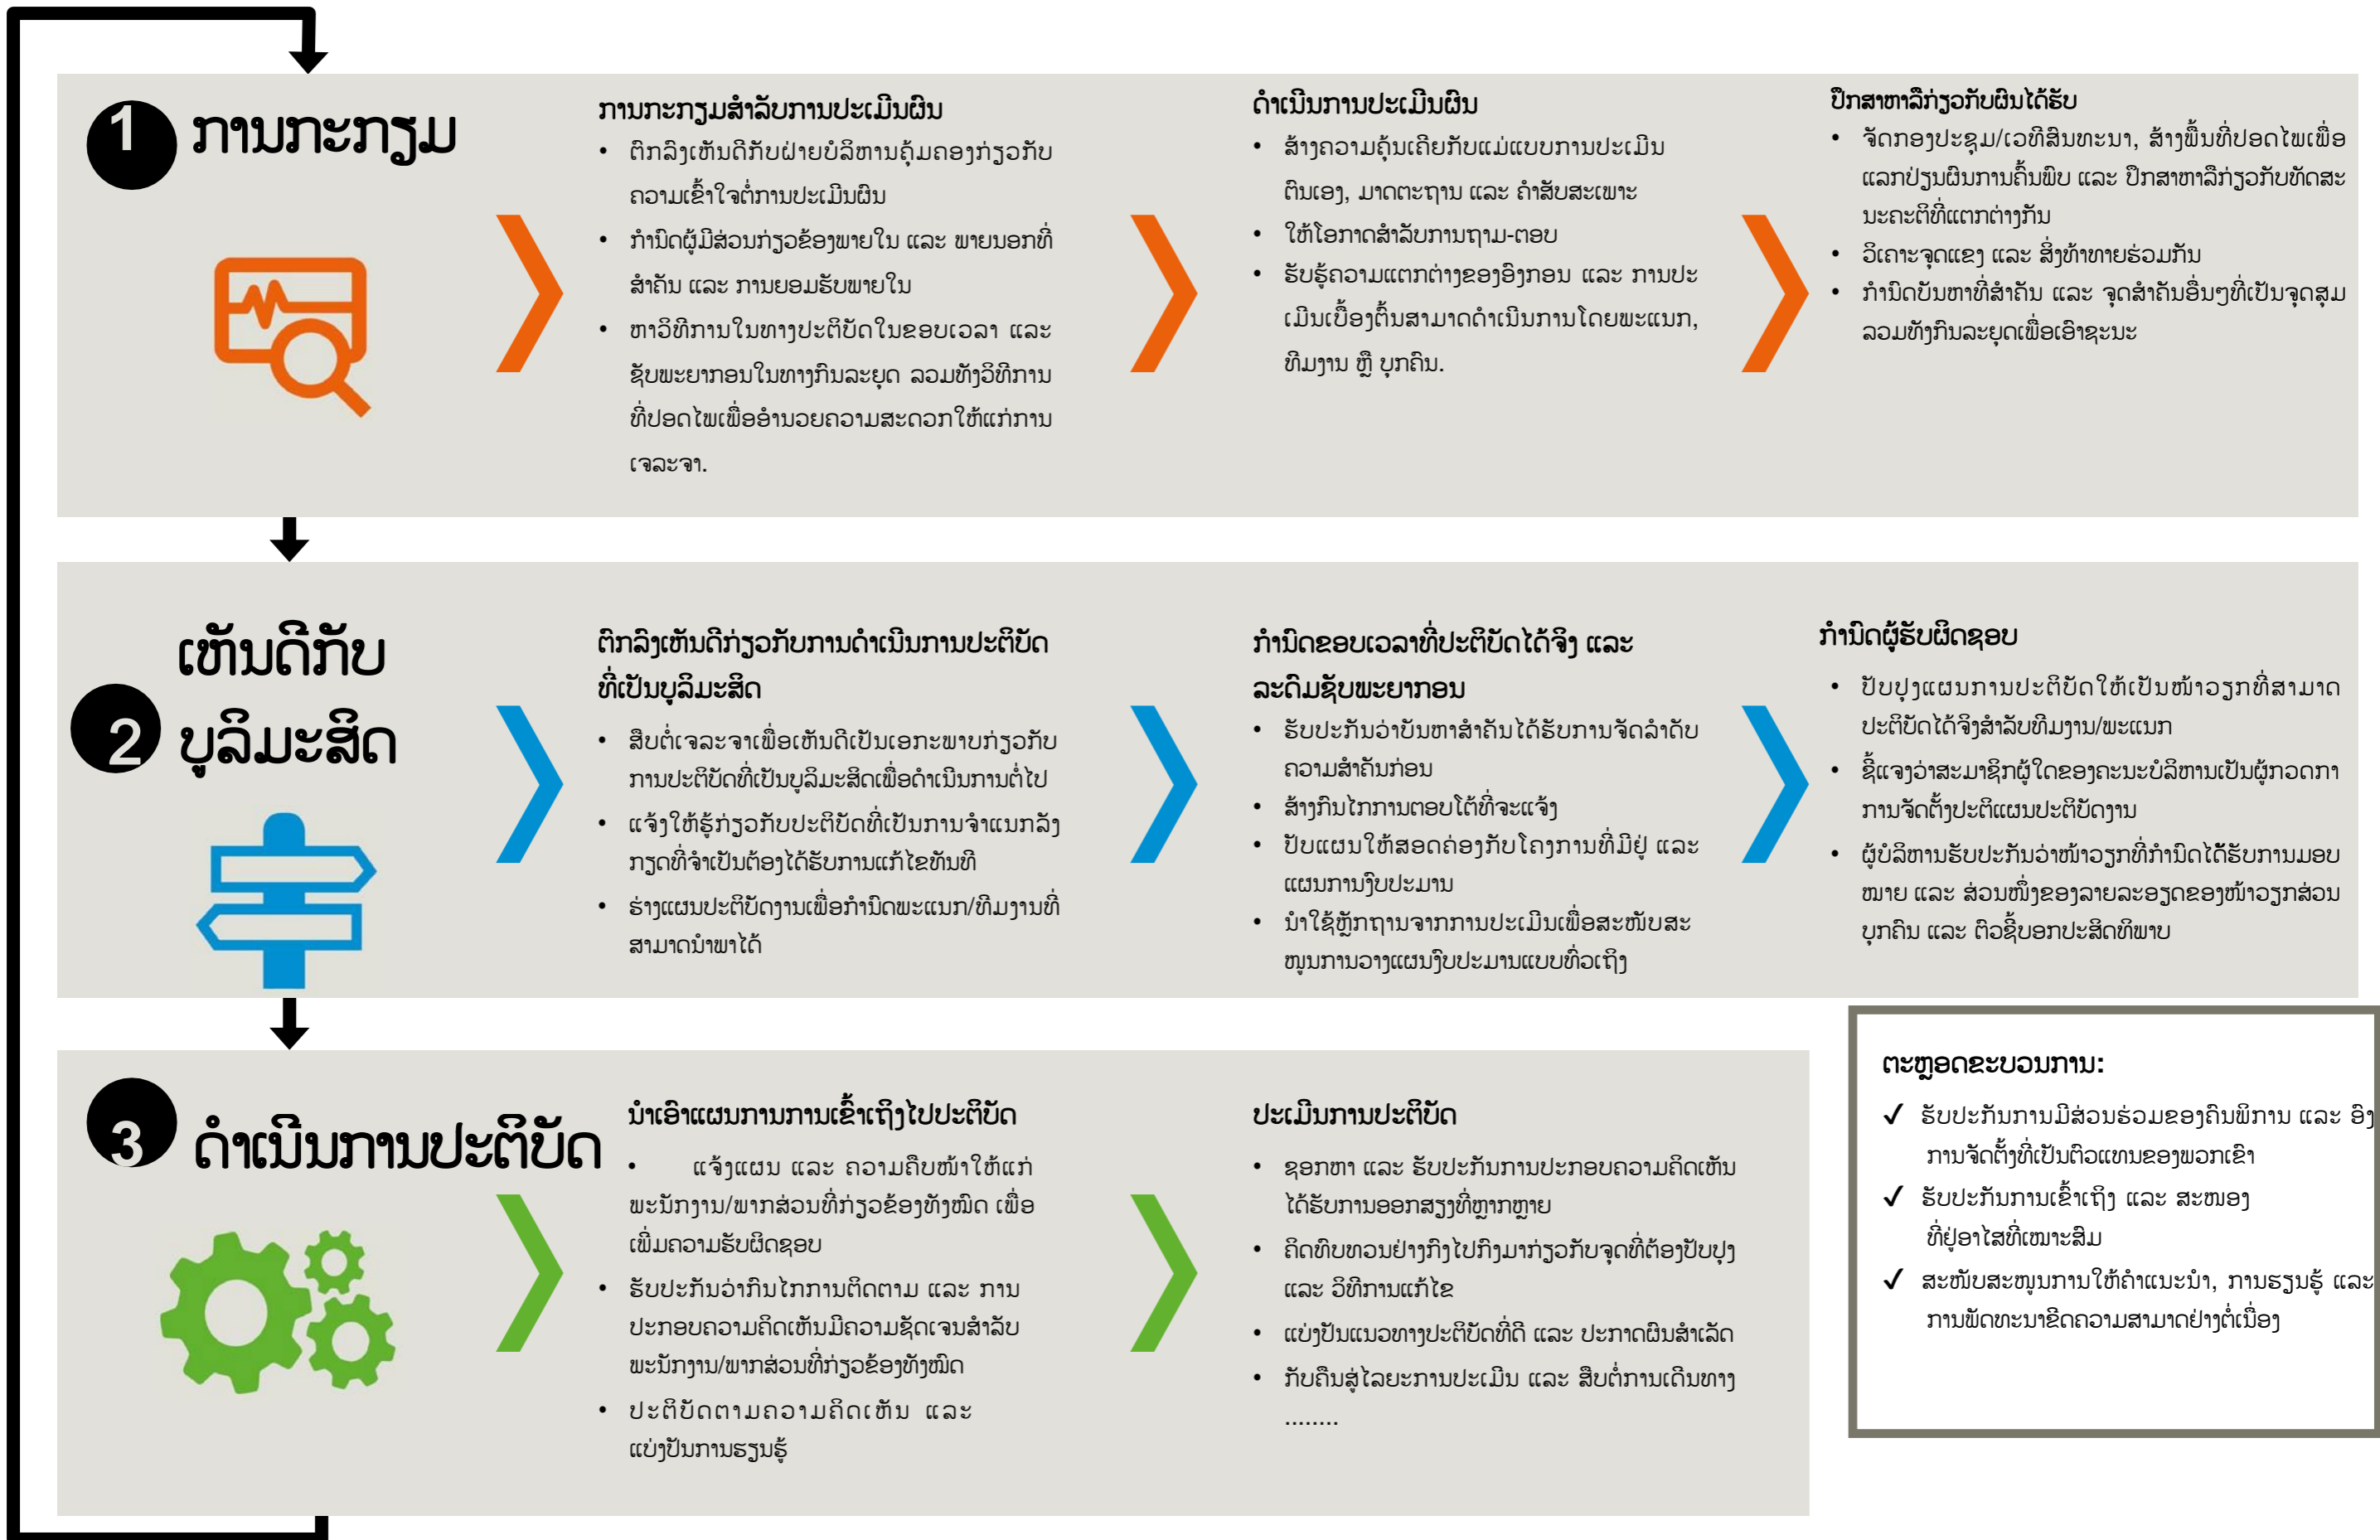 1
ການກະກຽມ
ການກະກຽມສຳລັບການປະເມີນຜົນ
• ຕົກລົງເຫັນດີກັບຝ່າຍບໍລິຫານຄຸ້ມຄອງກ່ຽວກັບ
ຄວາມເຂົ້າໃຈຕໍ່ການປະເມີນຜົນ
• ກຳນົດຜູ້ມີສ່ວນກ່ຽວຂ້ອງພາຍໃນ ແລະ ພາຍນອກທີ່
ສຳຄັນ ແລະ ການຍອມຮັບພາຍໃນ
• ຫາວິທີການໃນທາງປະຕິບັດໃນຂອບເວລາ ແລະ
ຊັບພະຍາກອນໃນທາງກົນລະຍຸດ ລວມທັງວິທີການ
ທີ່ປອດໄພເພື່ອອຳນວຍຄວາມສະດວກໃຫ້ແກ່ການ
ເຈລະຈາ.
ດຳເນີນການປະເມີນຜົນ
• ສ້າງຄວາມຄຸ້ນເຄີຍກັບແມ່ແບບການປະເມີນ
ຕົນເອງ, ມາດຕະຖານ ແລະ ຄຳສັບສະເພາະ
• ໃຫ້ໂອກາດສຳລັບການຖາມ-ຕອບ
• ຮັບຮູ້ຄວາມແຕກຕ່າງຂອງອົງກອນ ແລະ ການປະ
ເມີນເບື້ອງຕົ້ນສາມາດດຳເນີນການໂດຍພະແນກ,
ທີມງານ ຫຼື ບຸກຄົນ.
ປຶກສາຫາລືກ່ຽວກັບຜົນໄດ້ຮັບ
• ຈັດກອງປະຊຸມ/ເວທີສົນທະນາ, ສ້າງພື້ນທີ່ປອດໄພເພື່ອ
ແລກປ່ຽນຜົນການຄົ້ນພົບ ແລະ ປຶກສາຫາລືກ່ຽວກັບທັດສະ
ນະຄະຕິທີ່ແຕກຕ່າງກັນ
• ວິເຄາະຈຸດແຂງ ແລະ ສິ່ງທ້າທາຍຮ່ວມກັນ
• ກຳນົດບັນຫາທີ່ສຳຄັນ ແລະ ຈຸດສຳຄັນອື່ນໆທີ່ເປັນຈຸດສຸມ
ລວມທັງກົນລະຍຸດເພື່ອເອົາຊະນະ
ເຫັນດີກັບ
2
ບູລິມະສິດ
ຕົກລົງເຫັນດີກ່ຽວກັບການດຳເນີນການປະຕິບັດ
ທີ່ເປັນບູລິມະສິດ
• ສືບຕໍ່ເຈລະຈາເພື່ອເຫັນດີເປັນເອກະພາບກ່ຽວກັບ
ການປະຕິບັດທີ່ເປັນບູລິມະສິດເພື່ອດຳເນີນການຕໍ່ໄປ
• ແຈ້ງໃຫ້ຮູ້ກ່ຽວກັບປະຕິບັດທີ່ເປັນການຈຳແນກລັງ
ກຽດທີ່ຈຳເປັນຕ້ອງໄດ້ຮັບການແກ້ໄຂທັນທີ
• ຮ່າງແຜນປະຕິບັດງານເພື່ອກຳນົດພະແນກ/ທີມງານທີ່
ສາມາດນຳພາໄດ້
ກຳນົດຂອບເວລາທີ່ປະຕິບັດໄດ້ຈິງ ແລະ
ລະດົມຊັບພະຍາກອນ
• ຮັບປະກັນວ່າບັນຫາສຳຄັນໄດ້ຮັບການຈັດລຳດັບ
ຄວາມສຳຄັນກ່ອນ
• ສ້າງກົນໄກການຕອບໂຕ້ທີ່ຈະແຈ້ງ
• ປັບແຜນໃຫ້ສອດຄ່ອງກັບໂຄງການທີ່ມີຢູ່ ແລະ
ແຜນການງົບປະມານ
• ນຳໃຊ້ຫຼັກຖານຈາກການປະເມີນເພື່ອສະໜັບສະ
ໜູນການວາງແຜນງົບປະມານແບບທົ່ວເຖິງ
ກຳນົດຜູ້ຮັບຜິດຊອບ
• ປັບປຸງແຜນການປະຕິບັດໃຫ້ເປັນໜ້າວຽກທີ່ສາມາດ
ປະຕິບັດໄດ້ຈິງສຳລັບທີມງານ/ພະແນກ
• ຊີ້ແຈງວ່າສະມາຊິກຜູ້ໃດຂອງຄະນະບໍລິຫານເປັນຜູ້ກວດກາ
ການຈັດຕັ້ງປະຕິແຜນປະຕິບັດງານ
• ຜູ້ບໍລິຫານຮັບປະກັນວ່າໜ້າວຽກທີ່ກຳນົດໄດ້ຮັບການມອບ
ໝາຍ ແລະ ສ່ວນໜຶ່ງຂອງລາຍລະອຽດຂອງໜ້າວຽກສ່ວນ
ບຸກຄົນ ແລະ ຕົວຊີ້ບອກປະສິດທິພາບ
3
ດຳເນີນການປະຕິບັດ
ນຳເອົາແຜນການການເຂົ້າເຖິງໄປປະຕິບັດ
• ແຈ້ງແຜນ ແລະ ຄວາມຄືບໜ້າໃຫ້ແກ່
ພະນັກງານ/ພາກສ່ວນທີ່ກ່ຽວຂ້ອງທັງໝົດ ເພື່ອ
ເພີ່ມຄວາມຮັບຜິດຊອບ
• ຮັບປະກັນວ່າກົນໄກການຕິດຕາມ ແລະ ການ
ປະກອບຄວາມຄິດເຫັນມີຄວາມຊັດເຈນສຳລັບ
ພະນັກງານ/ພາກສ່ວນທີ່ກ່ຽວຂ້ອງທັງໝົດ
• ປະຕິບັດຕາມຄວາມຄິດເຫັນ ແລະ
ແບ່ງປັນການຮຽນຮູ້
ປະເມີນການປະຕິບັດ
• ຊອກຫາ ແລະ ຮັບປະກັນການປະກອບຄວາມຄິດເຫັນ
ໄດ້ຮັບການອອກສຽງທີ່ຫຼາກຫຼາຍ
• ຄິດທົບທວນຢ່າງກົງໄປກົງມາກ່ຽວກັບຈຸດທີ່ຕ້ອງປັບປຸງ
ແລະ ວິທີການແກ້ໄຂ
• ແບ່ງປັນແນວທາງປະຕິບັດທີ່ດີ ແລະ ປະກາດຜົນສຳເລັດ
• ກັບຄືນສູ່ໄລຍະການປະເມີນ ແລະ ສືບຕໍ່ການເດີນທາງ
........
ຕະຫຼອດຂະບວນການ:
✓ ຮັບປະກັນການມີສ່ວນຮ່ວມຂອງຄົນພິການ ແລະ ອົງ
ການຈັດຕັ້ງທີ່ເປັນຕົວແທນຂອງພວກເຂົາ
✓ ຮັບປະກັນການເຂົ້າເຖິງ ແລະ ສະໜອງ
ທີ່ຢູ່ອາໄສທີ່ເໝາະສົມ
✓ ສະໜັບສະໜູນການໃຫ້ຄຳແນະນຳ, ການຮຽນຮູ້ ແລະ
ການພັດທະນາຂີດຄວາມສາມາດຢ່າງຕໍ່ເນື່ອງ